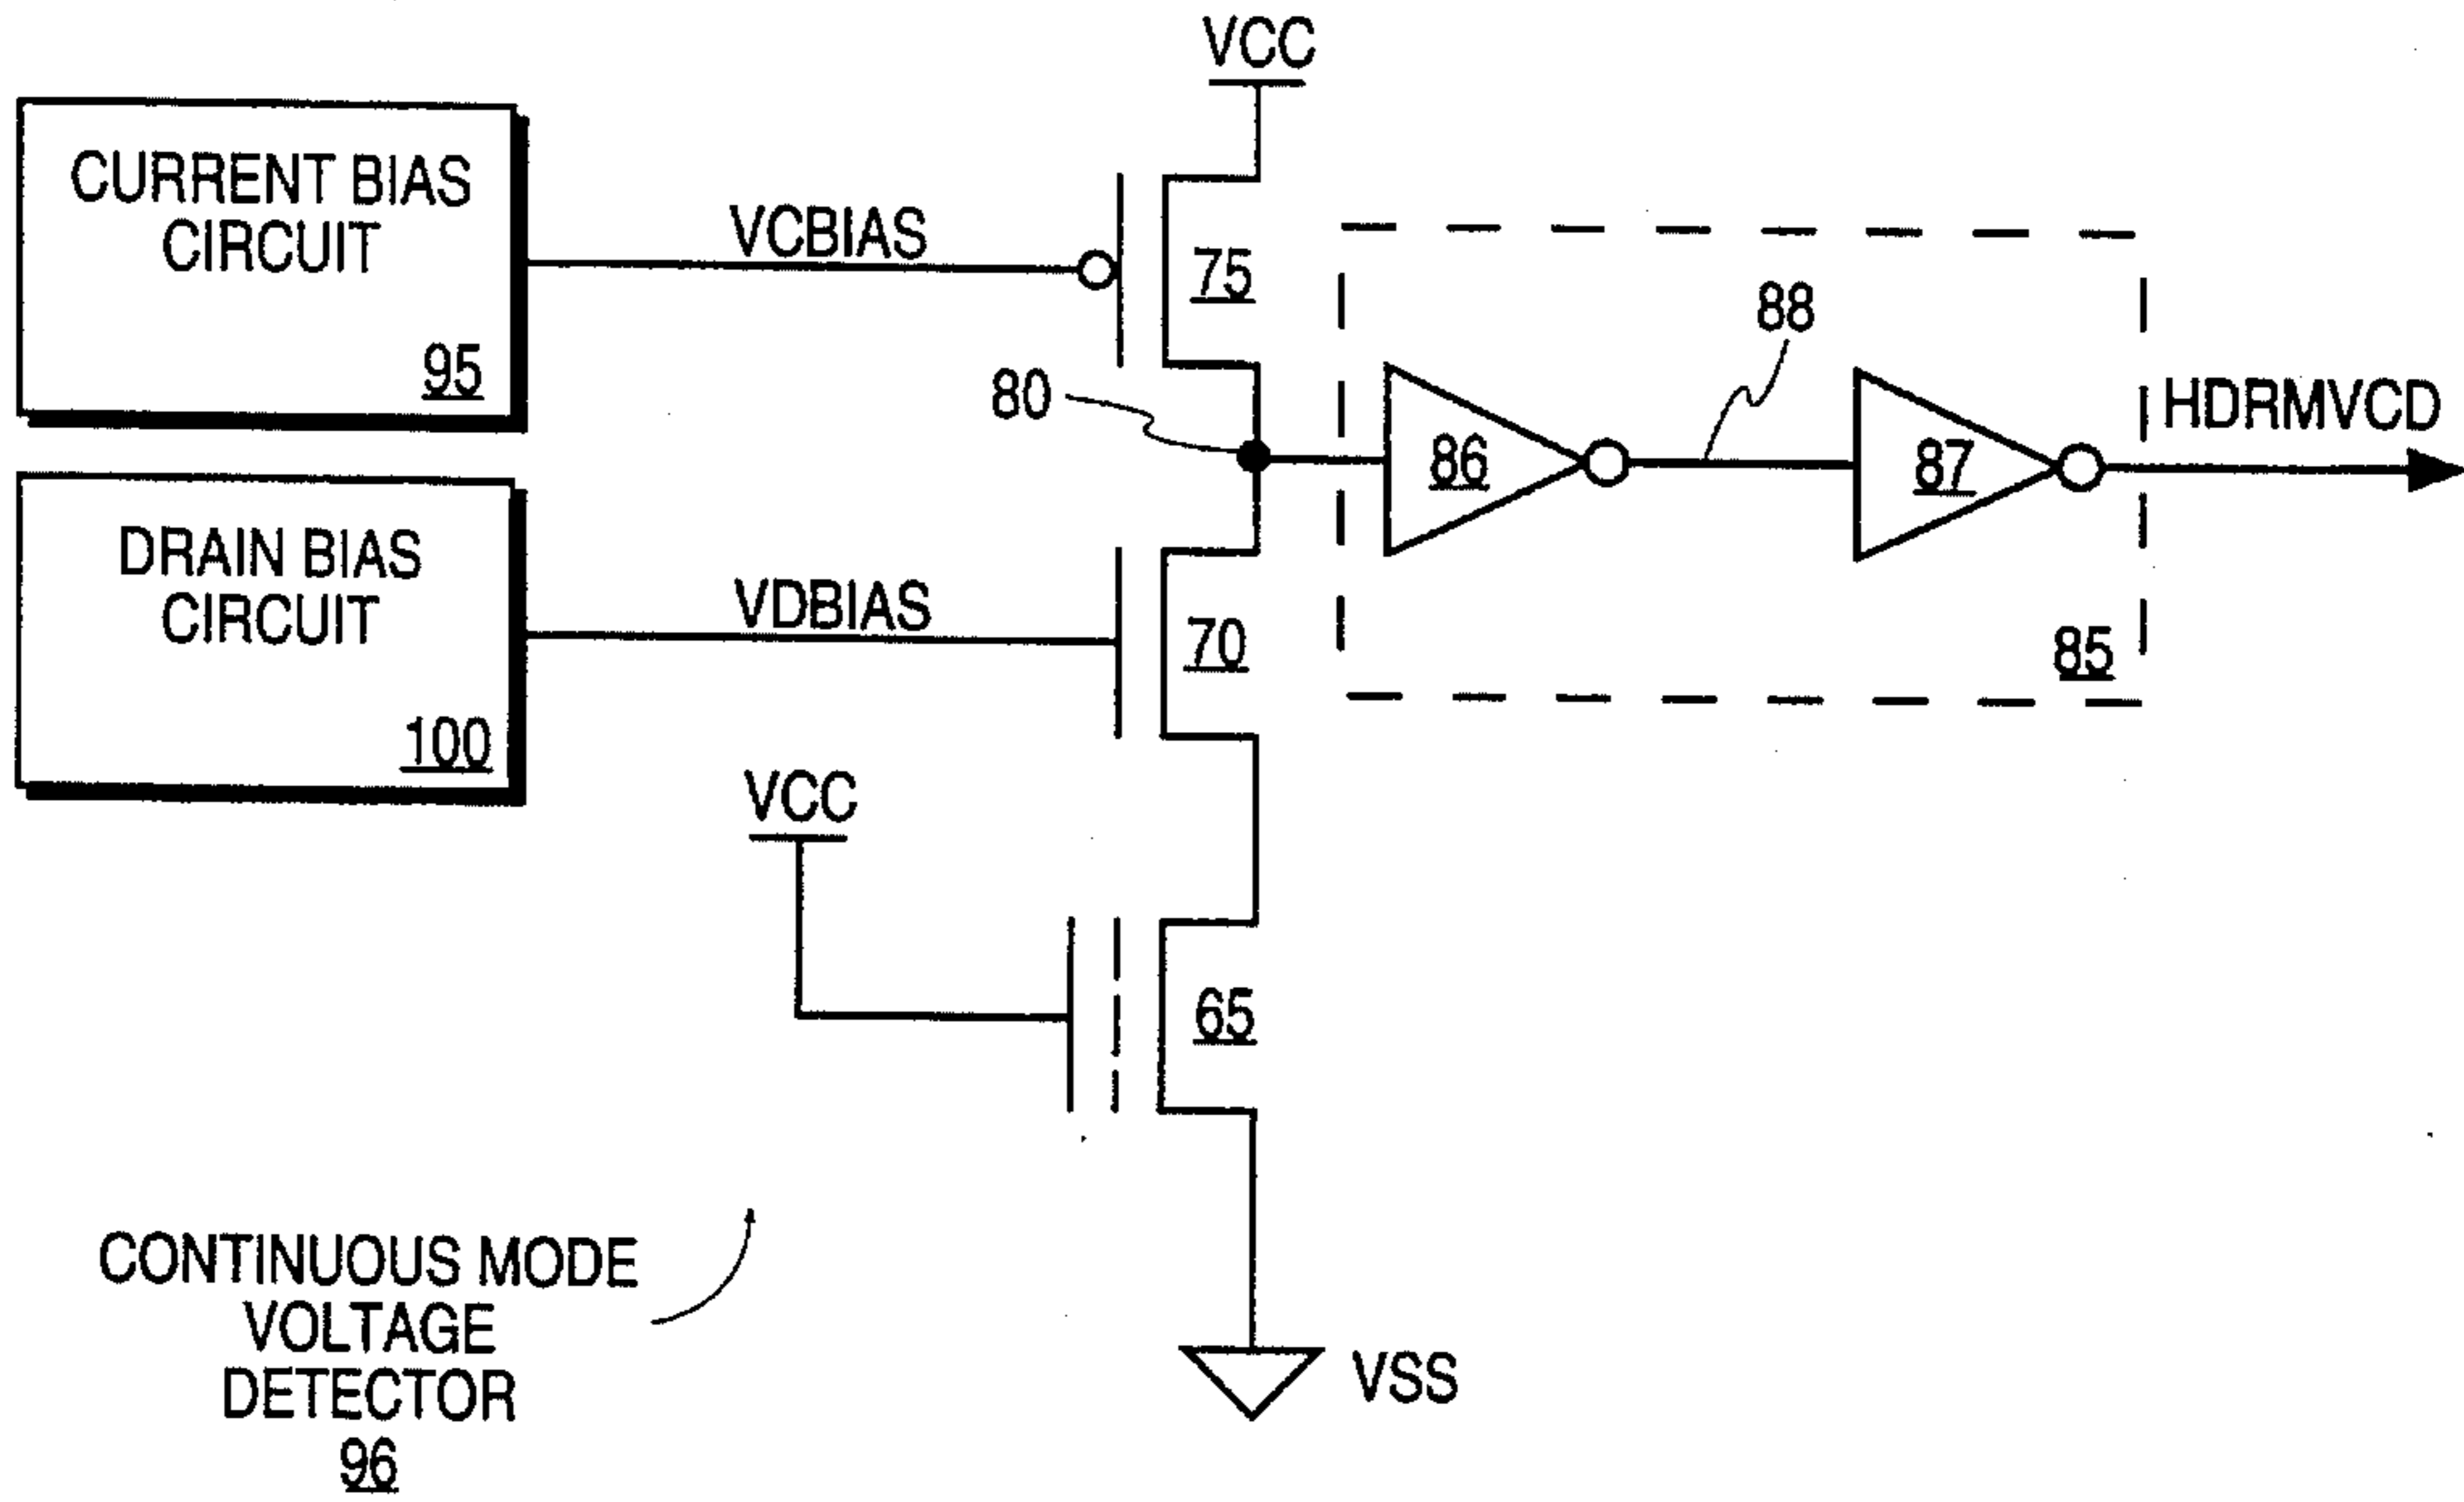 VCC
CURRENT BIAS
CIRCUIT
95
VCBIAS
75
88
80
86
87
HDRMVCD
DRAIN BIAS
CIRCUIT
100
VDBIAS
70
85
VCC
65
CONTINUOUS MODE
VOLTAGE
DETECTOR
96
VSS